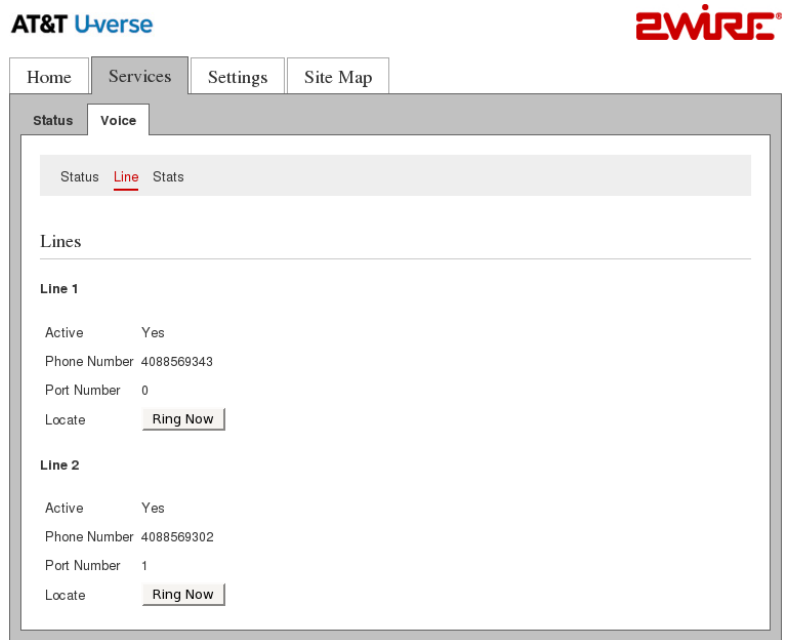 AT&T U-verse
2WIRE
Home Services Settings Site Map
Status Voice
Status Line Stats
Lines
Line 1
Active Yes
Phone Number 4088569343
Port Number 0
Locate Ring Now
Line 2
Active Yes
Phone Number 4088569302
Port Number 1
Locate Ring Now